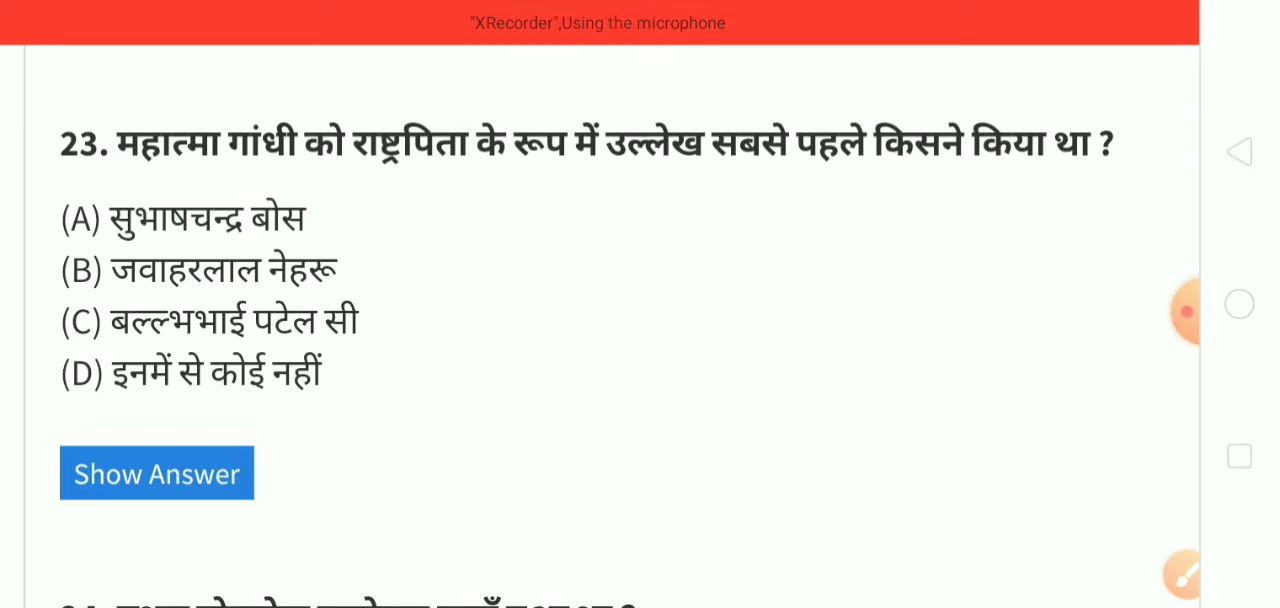 "XRecorder",Using the microphone
23. महात्मा गांधी को राष्ट्रपिता के रूप में उल्लेख सबसे पहले किसने किया था ?
(A) सुभाषचन्द्र बोस
(B) जवाहरलाल नेहरू
(C) बल्ल्भभाई पटेल सी
(D) इनमें से कोई नहीं
Show Answer